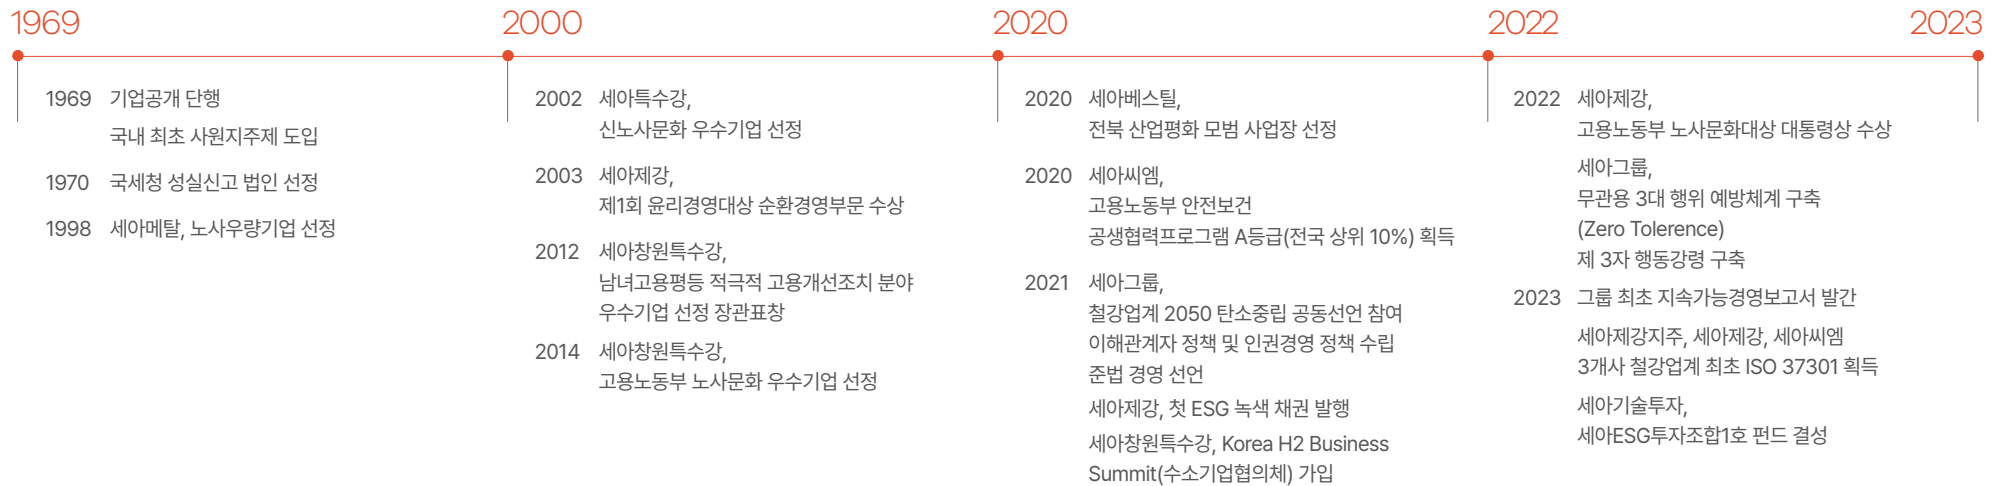 1969
2000
2020
2022
2023
1969 기업공개 단행
국내 최초 사원지주제 도입
1970 국세청 성실신고 법인 선정
1998 세아메탈, 노사우량기업 선정
2002 세아특수강,
신노사문화 우수기업 선정
2003 세아제강,
제1회 윤리경영대상 순환경영부문 수상
2012 세아창원특수강,
남녀고용평등 적극적 고용개선조치 분야
우수기업 선정 장관표창
2014 세아창원특수강,
고용노동부 노사문화 우수기업 선정
2020 세아베스틸,
전북 산업평화 모범 사업장 선정
2020 세아씨엠,
고용노동부 안전보건
공생협력프로그램 A등급(전국 상위 10%) 획득
2021 세아그룹,
철강업계 2050 탄소중립 공동선언 참여
이해관계자 정책 및 인권경영 정책 수립
준법 경영 선언
세아제강, 첫 ESG 녹색 채권 발행
세아창원특수강, Korea H2 Business
Summit(수소기업협의체) 가입
2022 세아제강,
고용노동부 노사문화대상 대통령상 수상
세아그룹,
무관용 3대 행위 예방체계 구축
(Zero Tolerence)
제 3자 행동강령 구축
2023 그룹 최초 지속가능경영보고서 발간
세아제강지주, 세아제강, 세아씨엠
3개사 철강업계 최초 ISO 37301 획득
세아기술투자,
세아ESG투자조합1호 펀드 결성